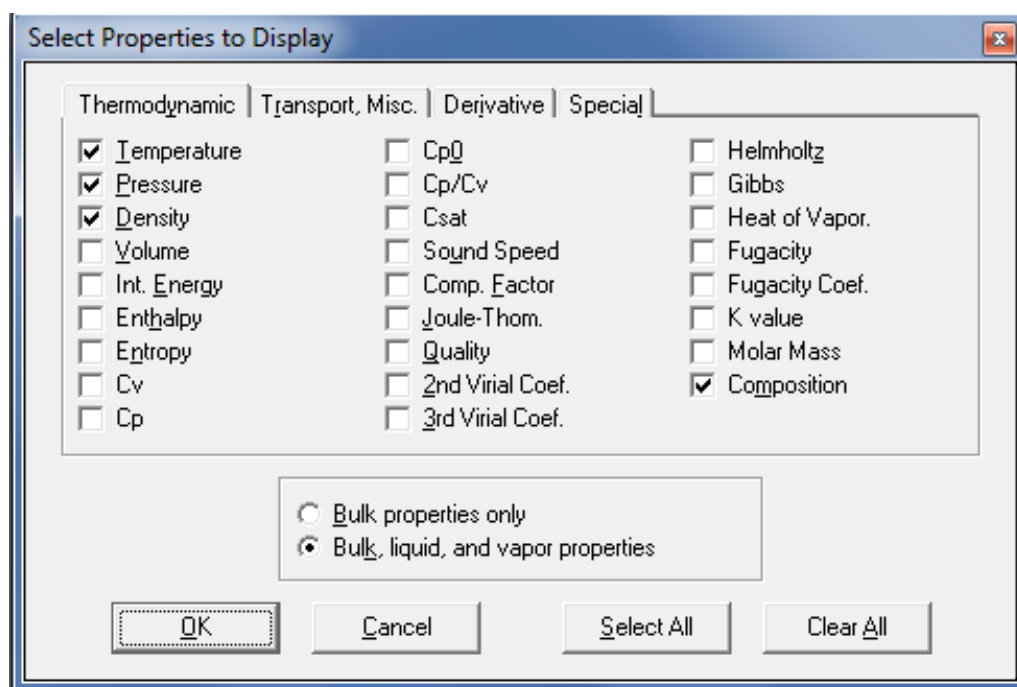 Select Properties to Display
Thermodynamic Transport, Misc. Derivative Special
Temperature Cp0 Helmholtz
Pressure Cp/Cv Gibbs
Density Csat Heat of Vapor.
Volume Sound Speed Fugacity
Int. Energy Comp. Factor Fugacity Coef.
Enthalpy Joule-Thom. K value
Entropy Quality Molar Mass
Cv 2nd Virial Coef. Composition
Cp 3rd Virial Coef.
Bulk properties only
Bulk, liquid, and vapor properties
OK Cancel Select All Clear All